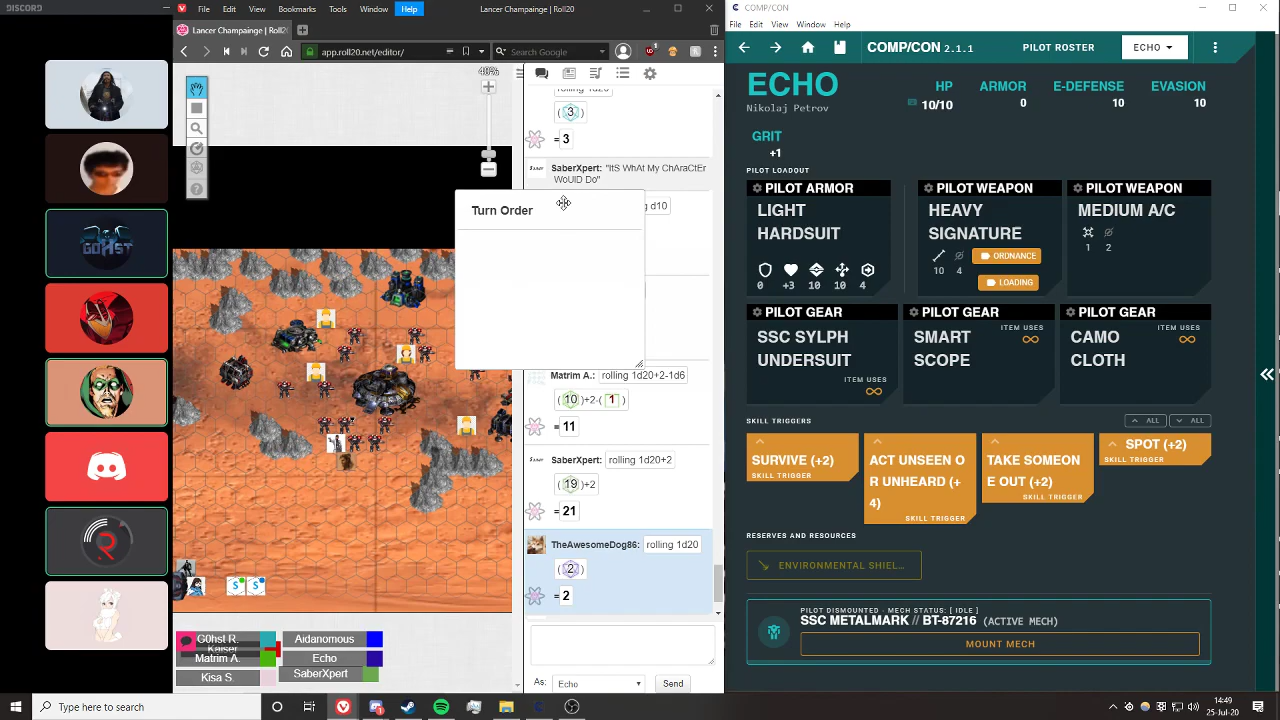 DISCORD
Menu
File
Edit
View
Tools
Window
Help
Lancer Champainge | Roll20
app.roll20.net/editor/
Search Google
40%
rolling 1d20
( 3 )
= 3
SaberXpert: "ItS WhAt My ChArActEr WoUlD Do"
g d10
Turn Order
Matrim A.: rolling 1d20+2-1d6
( 10 )+2-( 1 )
= 11
SaberXpert: rolling 1d20+2
( 19 )+2
= 21
TheAwesomeDog86: rolling 1d20
( 2 )
= 2
G0hst R.
Kaiser
Matrim A.
Kisa S.
Aidanomous
Echo
SaberXpert
As:
Echo
Send
COMP/CON
File Edit View Help
COMP/CON 2.1.1
PILOT ROSTER
ECHO
ECHO
Nikolaj Petrov
HP
10/10
ARMOR
0
E-DEFENSE
10
EVASION
10
GRIT
+1
PILOT LOADOUT
PILOT ARMOR
LIGHT
HARDSUIT
0 +3 10 10 4
PILOT WEAPON
HEAVY
SIGNATURE
10 4
ORDNANCE
LOADING
PILOT WEAPON
MEDIUM A/C
1 2
PILOT GEAR
SSC SYLPH
UNDERSUIT
ITEM USES
∞
PILOT GEAR
SMART
SCOPE
ITEM USES
∞
PILOT GEAR
CAMO
CLOTH
ITEM USES
∞
SKILL TRIGGERS
ALL
ALL
SURVIVE (+2)
SKILL TRIGGER
ACT UNSEEN O
R UNHEARD (+
4)
SKILL TRIGGER
TAKE SOMEON
E OUT (+2)
SKILL TRIGGER
SPOT (+2)
SKILL TRIGGER
RESERVES AND RESOURCES
ENVIRONMENTAL SHIEL...
PILOT DISMOUNTED - MECH STATUS: [ IDLE ]
SSC METALMARK // BT-87216 (ACTIVE MECH)
MOUNT MECH
Type here to search
14:49
25-Jul-20